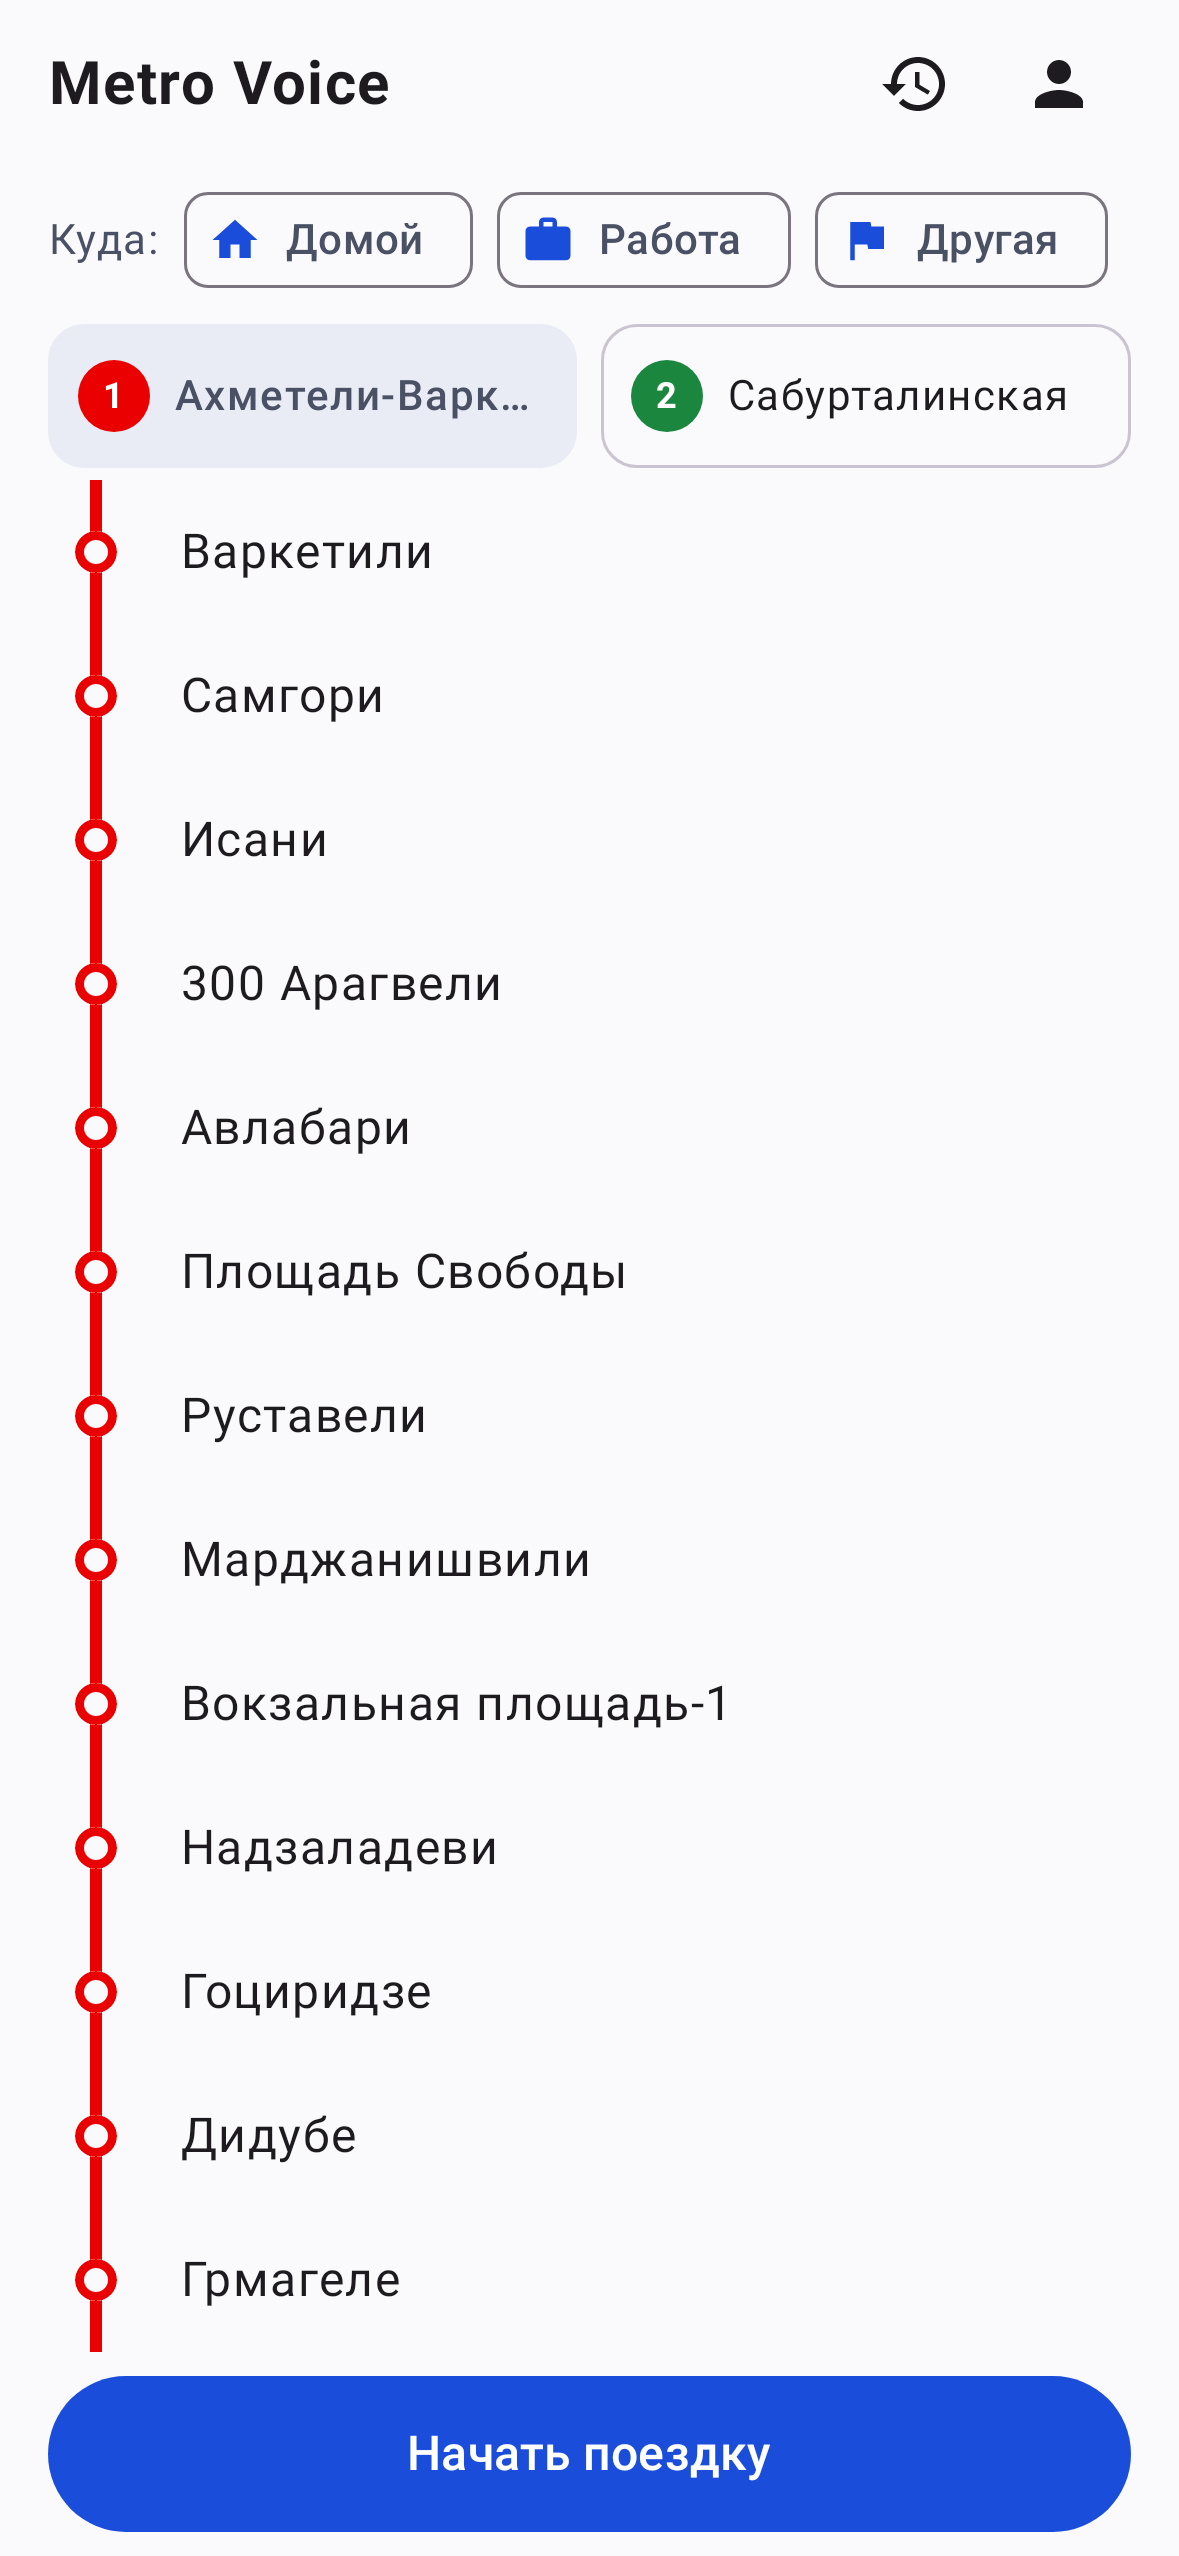 Metro Voice
Куда: Домой Работа Другая
1 Ахметели-Варк... 2 Сабурталинская
Варкетили
Самгори
Исани
300 Арагвели
Авлабари
Площадь Свободы
Руставели
Марджанишвили
Вокзальная площадь-1
Надзаладеви
Гоциридзе
Дидубе
Грмагеле
Начать поездку